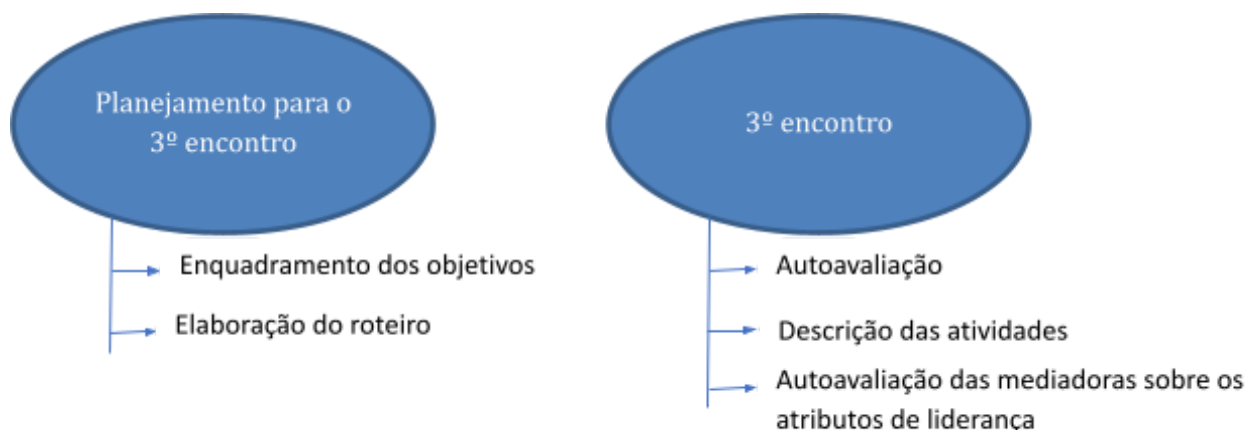 Planejamento para o
3º encontro
Enquadramento dos objetivos
Elaboração do roteiro
3º encontro
Autoavaliação
Descrição das atividades
Autoavaliação das mediadoras sobre os
atributos de liderança